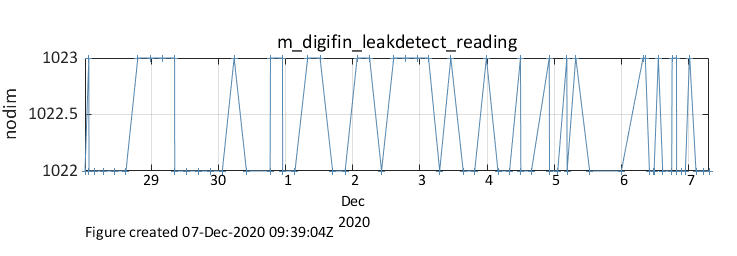 m_digifin_leakdetect_reading
nodim
1023
1022.5
1022
29 30 1 2 3 4 5 6 7
Dec
2020
Figure created 07-Dec-2020 09:39:04Z